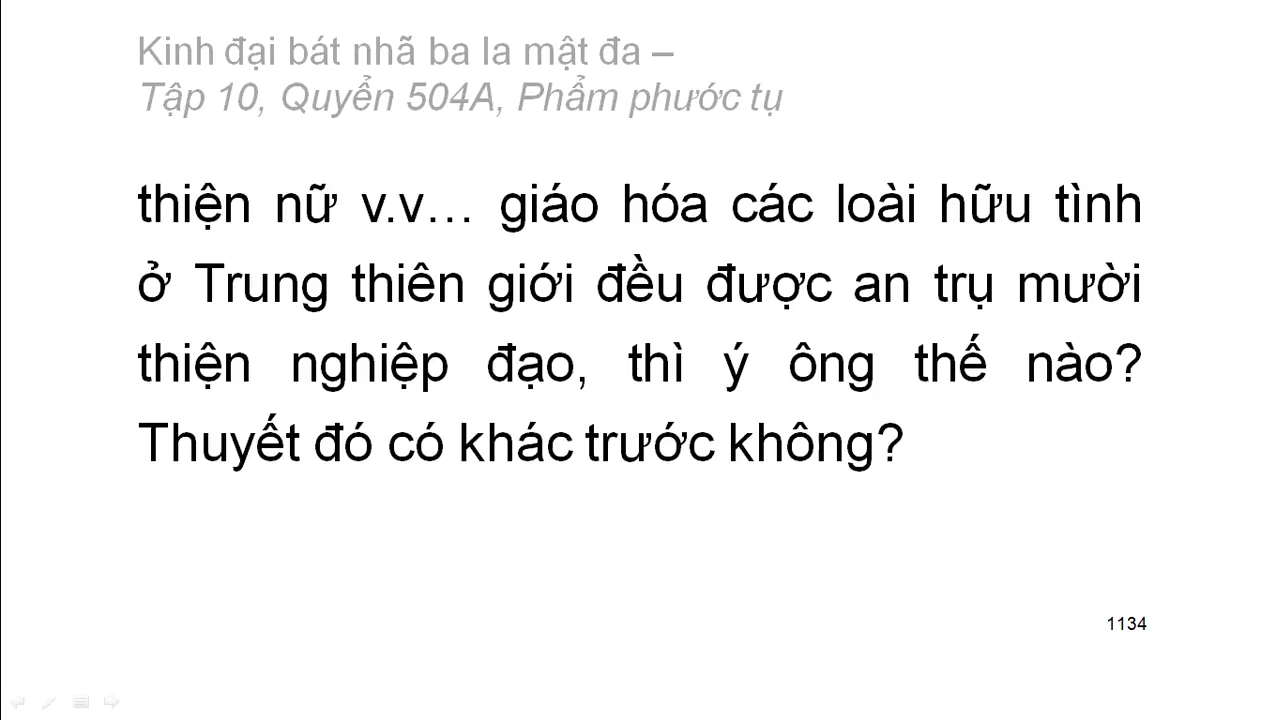 Kinh đại bát nhã ba la mật đa –
Tập 10, Quyển 504A, Phẩm phước tụ
thiện nữ v.v… giáo hóa các loài hữu tình
ở Trung thiên giới đều được an trụ mười
thiện nghiệp đạo, thì ý ông thế nào?
Thuyết đó có khác trước không?
1134